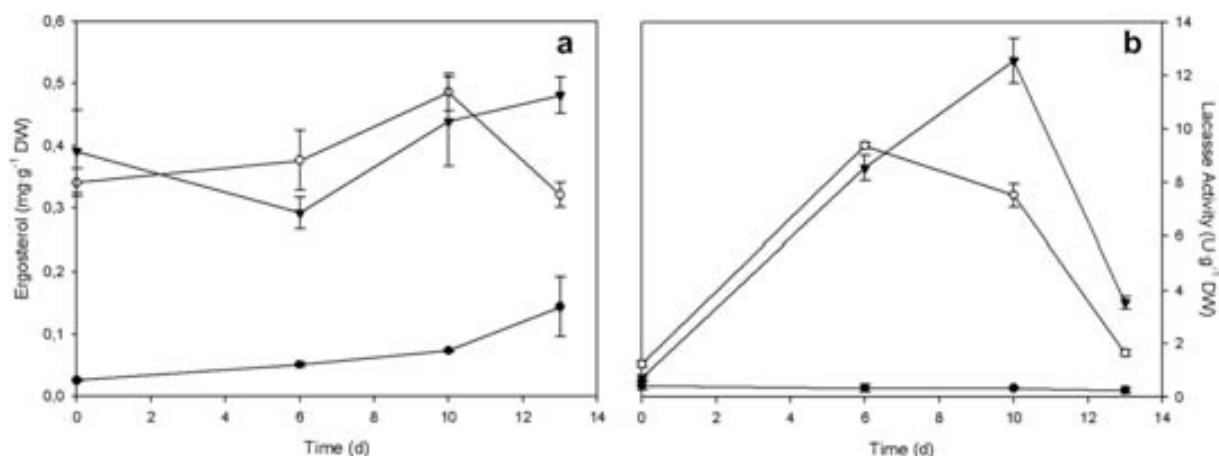 a
Ergosterol (mg·g⁻¹ DW)
0,6
0,5
0,4
0,3
0,2
0,1
0,0
0 2 4 6 8 10 12 14
Time (d)
b
14
12
10
8
6
4
2
0
Lacasse Activity (U·g⁻¹ DW)
0 2 4 6 8 10 12 14
Time (d)